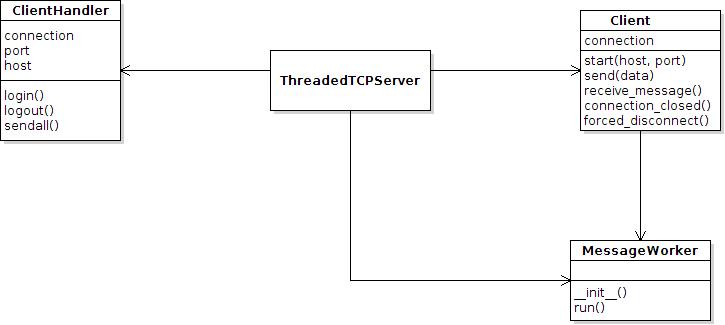 ClientHandler
connection
port
host
login()
logout()
sendall()
ThreadedTCPServer
Client
connection
start(host, port)
send(data)
receive_message()
connection_closed()
forced_disconnect()
MessageWorker
__init__()
run()